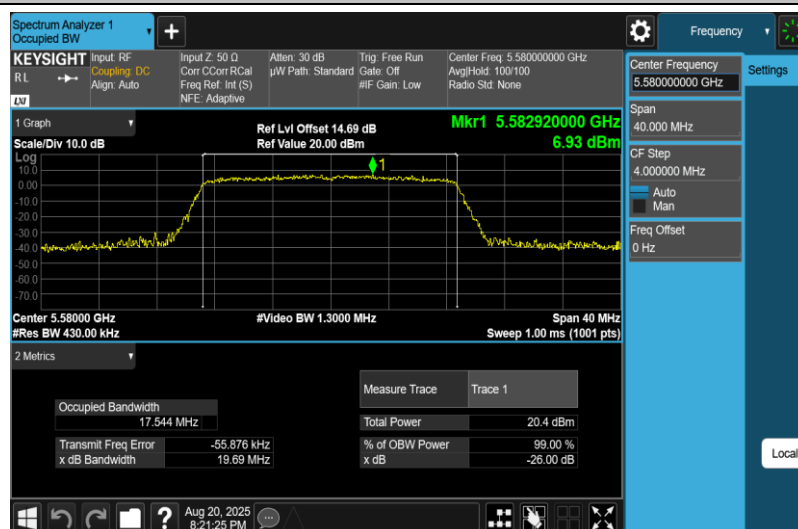 Spectrum Analyzer 1
Occupied BW
+
Frequency
KEYSIGHT
RL
LXI
Input: RF
Coupling: DC
Align: Auto
Input Z: 50 Ω
Corr CCorr RCal
Freq Ref: Int (S)
NFE: Adaptive
Atten: 30 dB
µW Path: Standard
Trig: Free Run
Gate: Off
#IF Gain: Low
Center Freq: 5.580000000 GHz
Avg|Hold: 100/100
Radio Std: None
Center Frequency
5.580000000 GHz
Settings
Span
40.000 MHz
CF Step
4.000000 MHz
Auto
Man
Freq Offset
0 Hz
Local
1 Graph
Scale/Div 10.0 dB
Ref Lvl Offset 14.69 dB
Ref Value 20.00 dBm
Mkr1 5.582920000 GHz
6.93 dBm
Log
10.0
0.00
-10.0
-20.0
-30.0
-40.0
-50.0
-60.0
-70.0
1
Center 5.58000 GHz
#Res BW 430.00 kHz
#Video BW 1.3000 MHz
Span 40 MHz
Sweep 1.00 ms (1001 pts)
2 Metrics
Measure Trace Trace 1
Occupied Bandwidth
17.544 MHz
Total Power 20.4 dBm
Transmit Freq Error -55.876 kHz
% of OBW Power 99.00 %
x dB Bandwidth 19.69 MHz
x dB -26.00 dB
?
Aug 20, 2025
8:21:25 PM